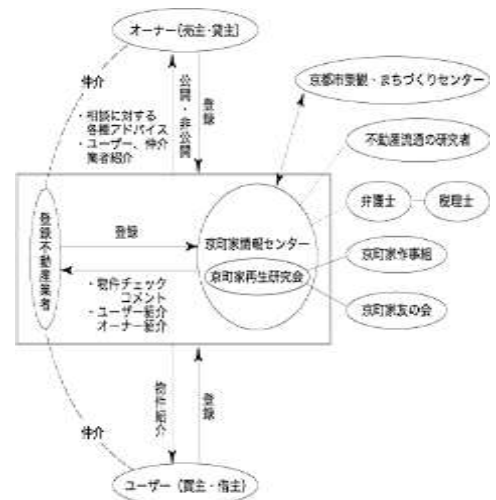 オーナー(売主・貸主)
仲介
・相談に対する
各種アドバイス
・ユーザー、仲介
業者紹介
公開・非公開
登録
京都市景観・まちづくりセンター
不動産流通の研究者
弁護士
税理士
登録不動産業者
登録
京町家情報センター
京町家再生研究会
京町家作事組
京町家友の会
・物件チェック
コメント
・ユーザー紹介
オーナー紹介
物件紹介
登録
仲介
ユーザー(買主・借主)